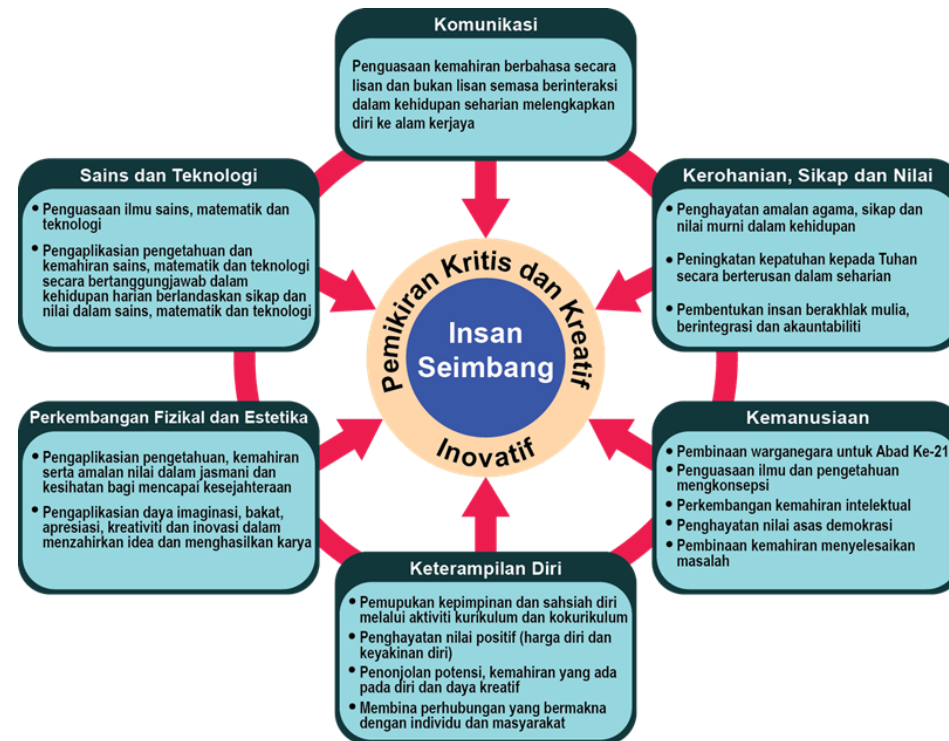 Komunikasi
Penguasaan kemahiran berbahasa secara
lisan dan bukan lisan semasa berinteraksi
dalam kehidupan seharian melengkapkan
diri ke alam kerjaya
Sains dan Teknologi
• Penguasaan ilmu sains, matematik dan
teknologi
• Pengaplikasian pengetahuan dan
kemahiran sains, matematik dan teknologi
secara bertanggungjawab dalam
kehidupan harian berlandaskan sikap dan
nilai dalam sains, matematik dan teknologi
Kerohanian, Sikap dan Nilai
• Penghayatan amalan agama, sikap dan
nilai murni dalam kehidupan
• Peningkatan kepatuhan kepada Tuhan
secara berterusan dalam seharian
• Pembentukan insan berakhlak mulia,
berintegrasi dan akauntabiliti
Pemikiran Kritis dan Kreatif
Insan
Seimbang
Inovatif
Perkembangan Fizikal dan Estetika
• Pengaplikasian pengetahuan, kemahiran
serta amalan nilai dalam jasmani dan
kesihatan bagi mencapai kesejahteraan
• Pengaplikasian daya imaginasi, bakat,
apresiasi, kreativiti dan inovasi dalam
menzahirkan idea dan menghasilkan karya
Kemanusiaan
• Pembinaan warganegara untuk Abad Ke-21
• Penguasaan ilmu dan pengetahuan
mengkonsepsi
• Perkembangan kemahiran intelektual
• Penghayatan nilai asas demokrasi
• Pembinaan kemahiran menyelesaikan
masalah
Keterampilan Diri
• Pemupukan kepimpinan dan sahsiah diri
melalui aktiviti kurikulum dan kokurikulum
• Penghayatan nilai positif (harga diri dan
keyakinan diri)
• Penonjolan potensi, kemahiran yang ada
pada diri dan daya kreatif
• Membina perhubungan yang bermakna
dengan individu dan masyarakat